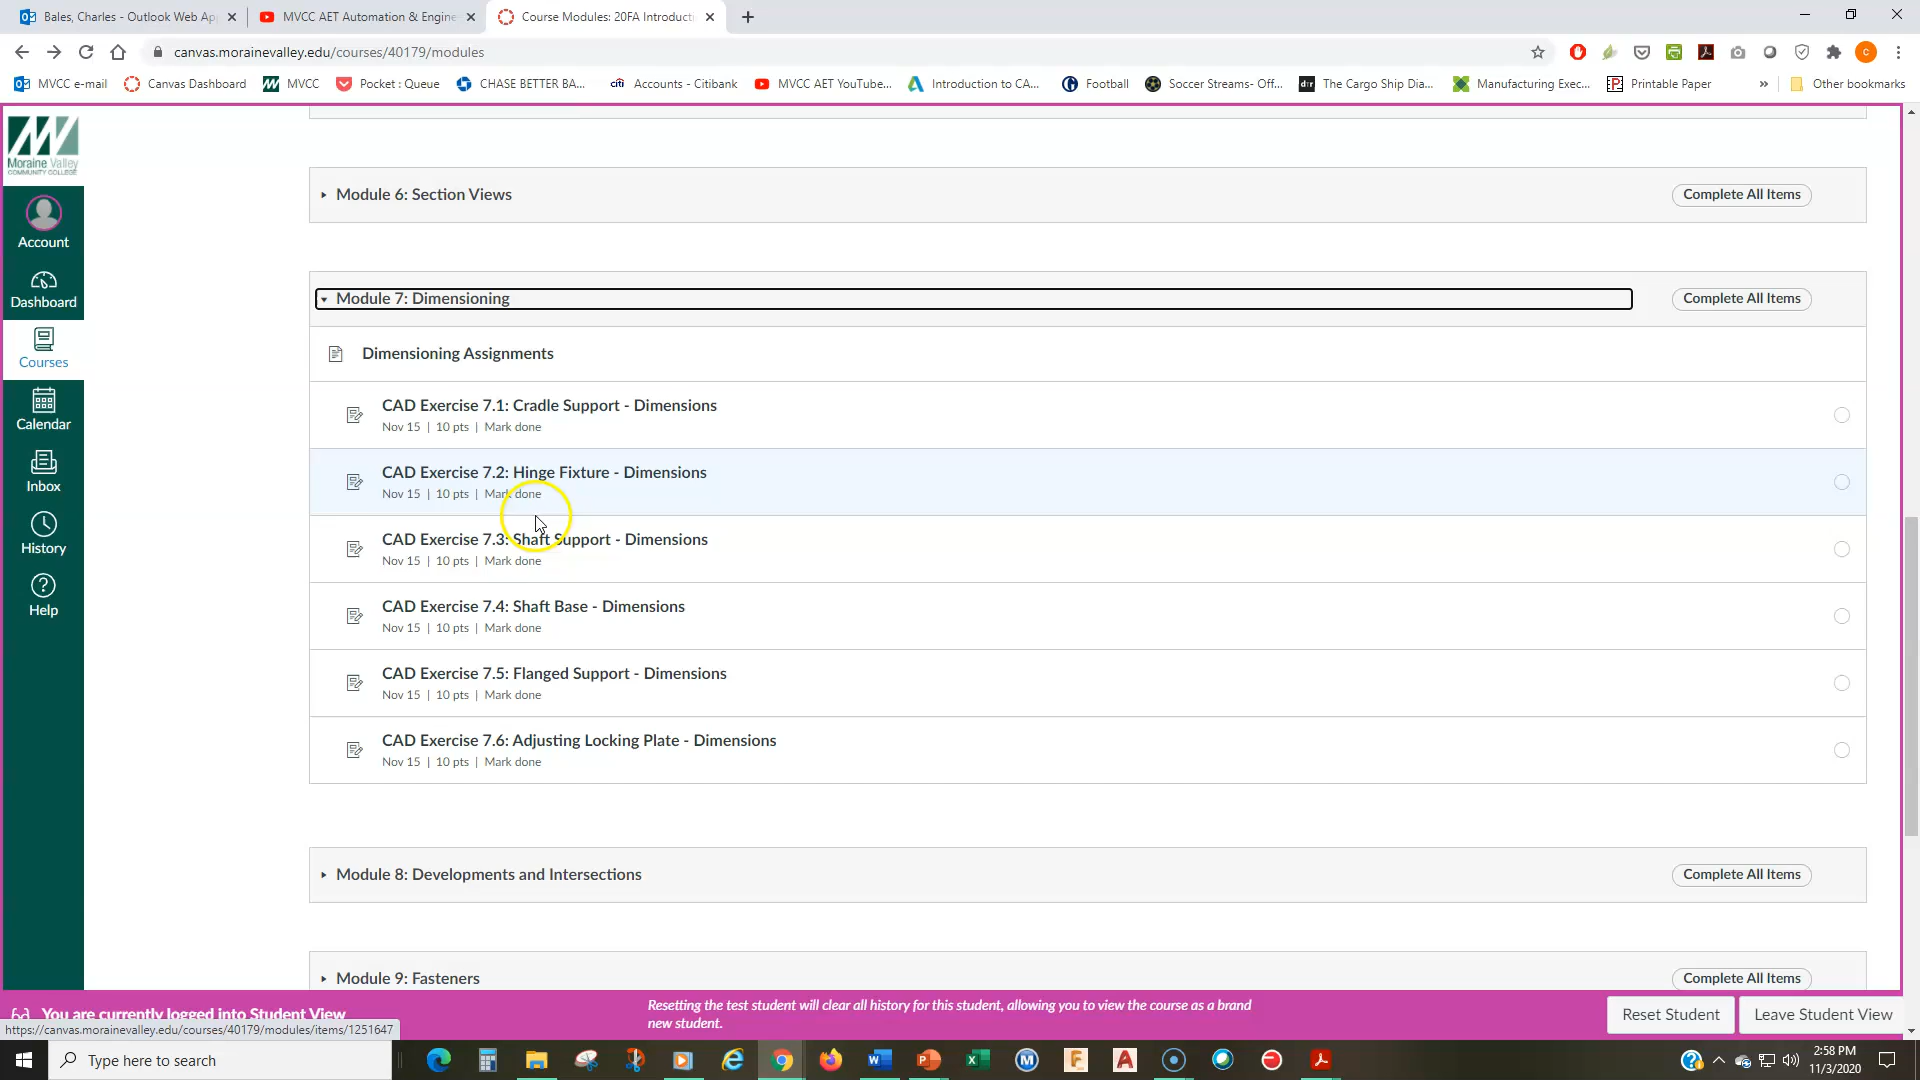 Bales, Charles - Outlook Web Ap
MVCC AET Automation & Engine
Course Modules: 20FA Introducti
canvas.morainevalley.edu/courses/40179/modules
MVCC e-mail
Canvas Dashboard
MVCC
Pocket : Queue
CHASE BETTER BA...
citi
Accounts - Citibank
MVCC AET YouTube...
Introduction to CA...
Football
Soccer Streams- Off...
The Cargo Ship Dia...
Manufacturing Exec...
Printable Paper
»
Other bookmarks
Moraine Valley
COMMUNITY COLLEGE
Account
Dashboard
Courses
Calendar
Inbox
History
Help
Module 6: Section Views
Complete All Items
Module 7: Dimensioning
Complete All Items
Dimensioning Assignments
CAD Exercise 7.1: Cradle Support - Dimensions
Nov 15 | 10 pts | Mark done
CAD Exercise 7.2: Hinge Fixture - Dimensions
Nov 15 | 10 pts | Mark done
CAD Exercise 7.3: Shaft Support - Dimensions
Nov 15 | 10 pts | Mark done
CAD Exercise 7.4: Shaft Base - Dimensions
Nov 15 | 10 pts | Mark done
CAD Exercise 7.5: Flanged Support - Dimensions
Nov 15 | 10 pts | Mark done
CAD Exercise 7.6: Adjusting Locking Plate - Dimensions
Nov 15 | 10 pts | Mark done
Module 8: Developments and Intersections
Complete All Items
Module 9: Fasteners
Complete All Items
You are currently logged into Student View
Resetting the test student will clear all history for this student, allowing you to view the course as a brand
new student.
Reset Student
Leave Student View
https://canvas.morainevalley.edu/courses/40179/modules/items/1251647
Type here to search
2:58 PM
11/3/2020